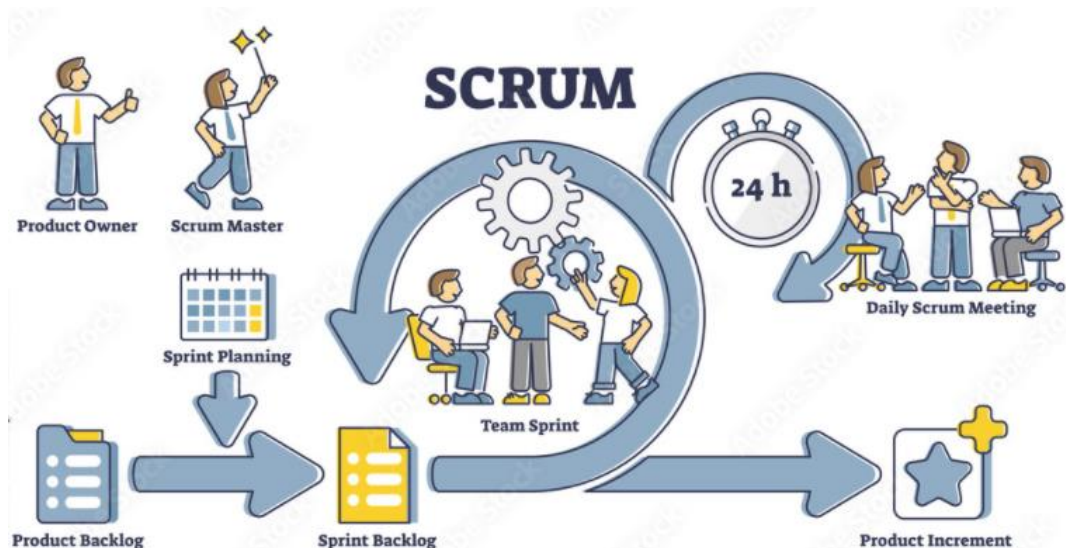 SCRUM
24 h
Product Owner
Scrum Master
Daily Scrum Meeting
Sprint Planning
Team Sprint
Product Backlog
Sprint Backlog
Product Increment